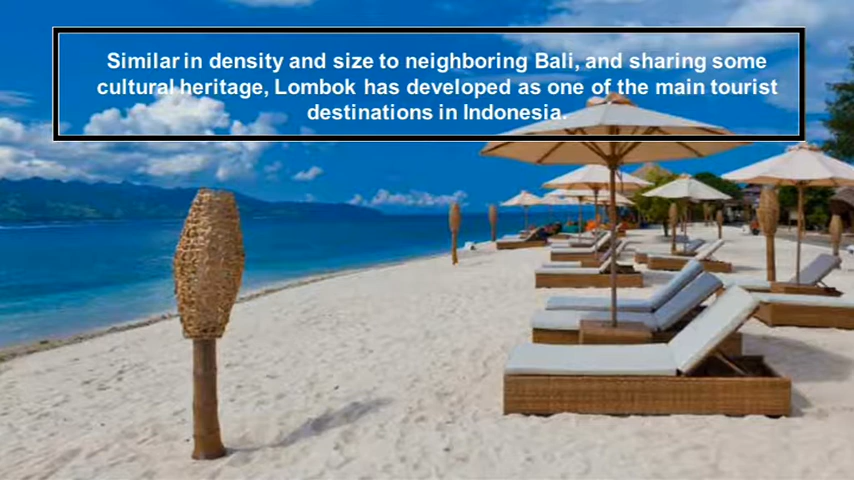 Similar in density and size to neighboring Bali, and sharing some
cultural heritage, Lombok has developed as one of the main tourist
destinations in Indonesia.